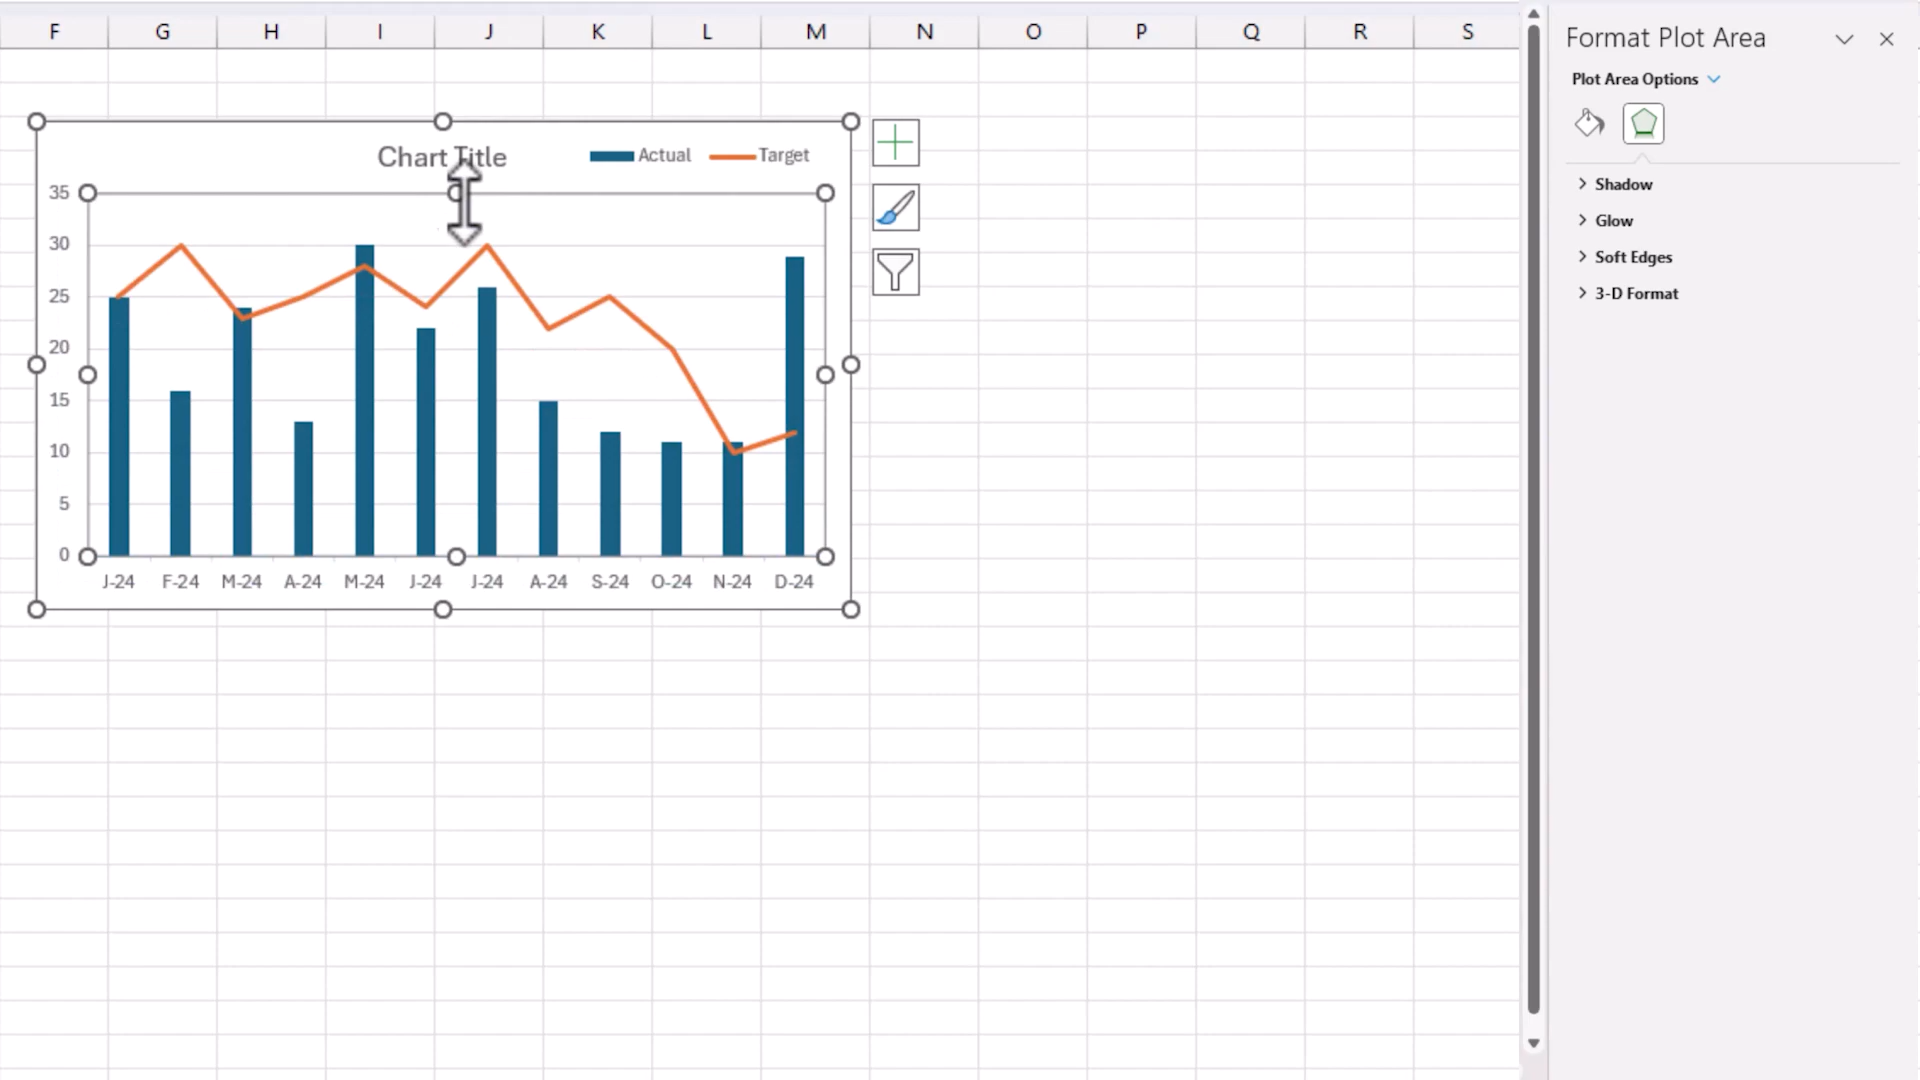 F G H I J K L M N O P Q R S
Format Plot Area
Plot Area Options
Shadow
Glow
Soft Edges
3-D Format
Chart Title
Actual Target
35
30
25
20
15
10
5
0
J-24 F-24 M-24 A-24 M-24 J-24 J-24 A-24 S-24 O-24 N-24 D-24